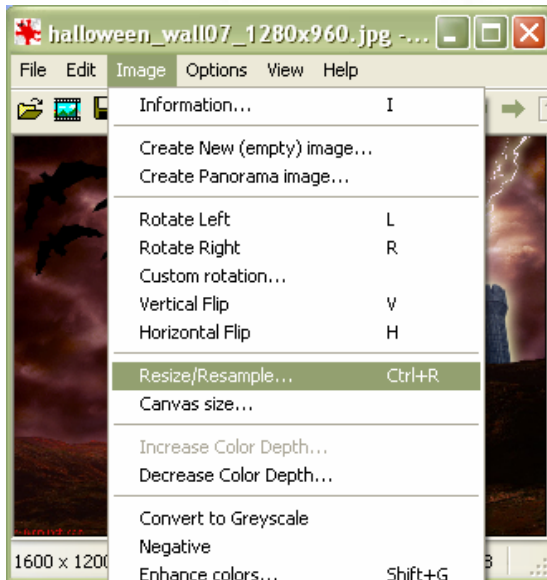 halloween_wall07_1280x960.jpg -...
File Edit Image Options View Help
Information... I
Create New (empty) image...
Create Panorama image...
Rotate Left L
Rotate Right R
Custom rotation...
Vertical Flip V
Horizontal Flip H
Resize/Resample... Ctrl+R
Canvas size...
Increase Color Depth...
Decrease Color Depth...
Convert to Greyscale
Negative
Enhance colors... Shift+G
1600 x 1200